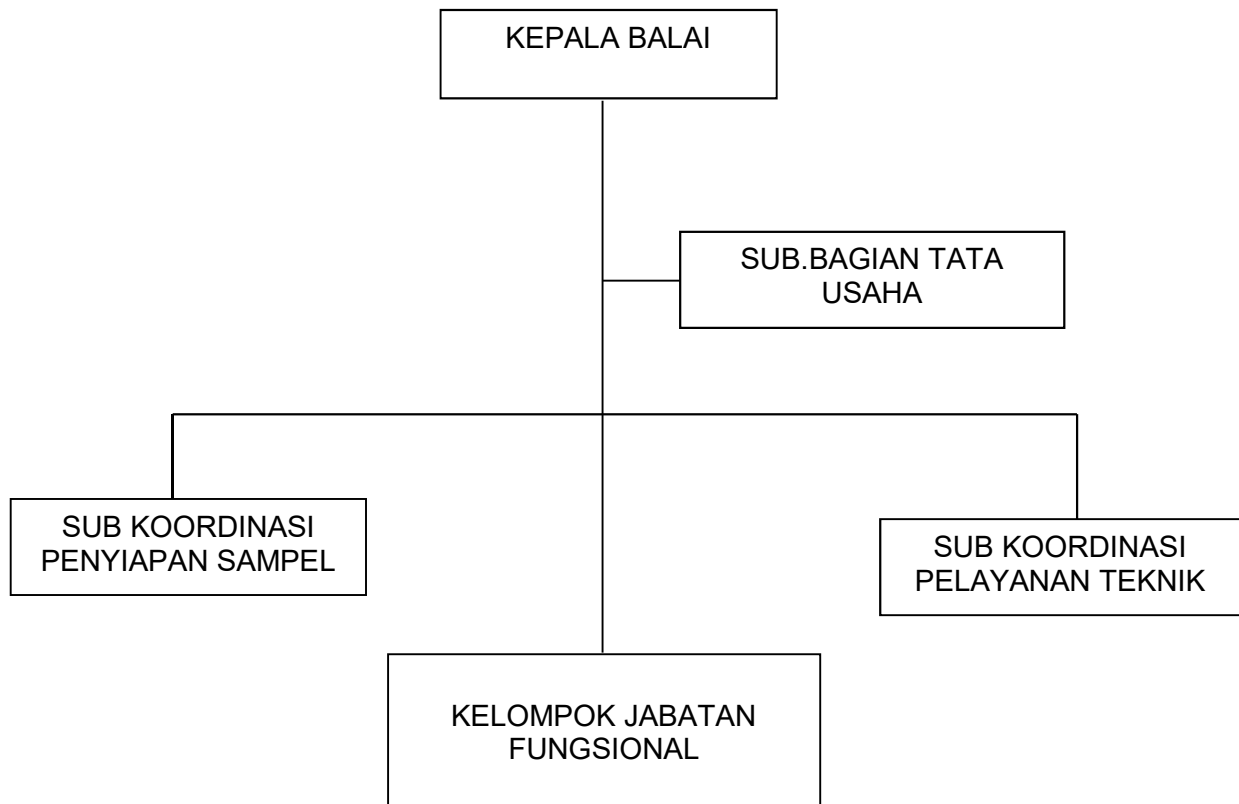 KEPALA BALAI
SUB.BAGIAN TATA
USAHA
SUB KOORDINASI
PENYIAPAN SAMPEL
SUB KOORDINASI
PELAYANAN TEKNIK
KELOMPOK JABATAN
FUNGSIONAL